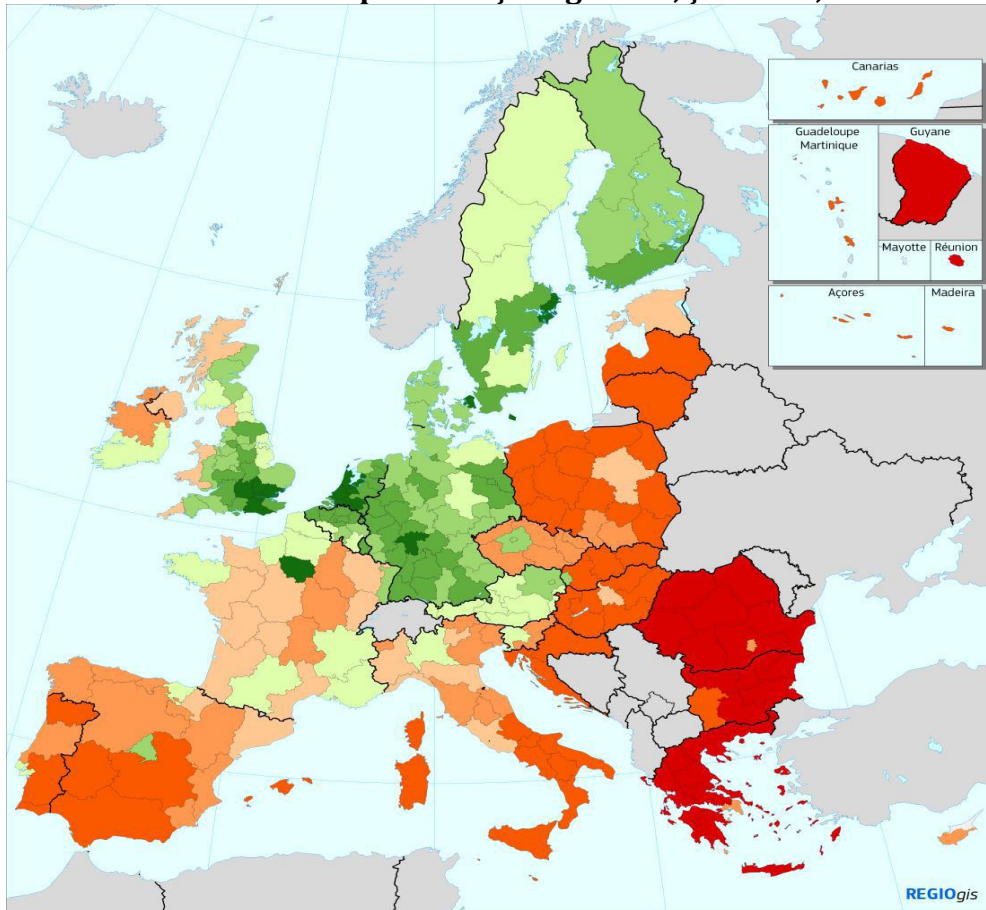 Canarias
Guadeloupe
Martinique
Guyane
Mayotte
Réunion
Açores
Madeira
REGIOgis